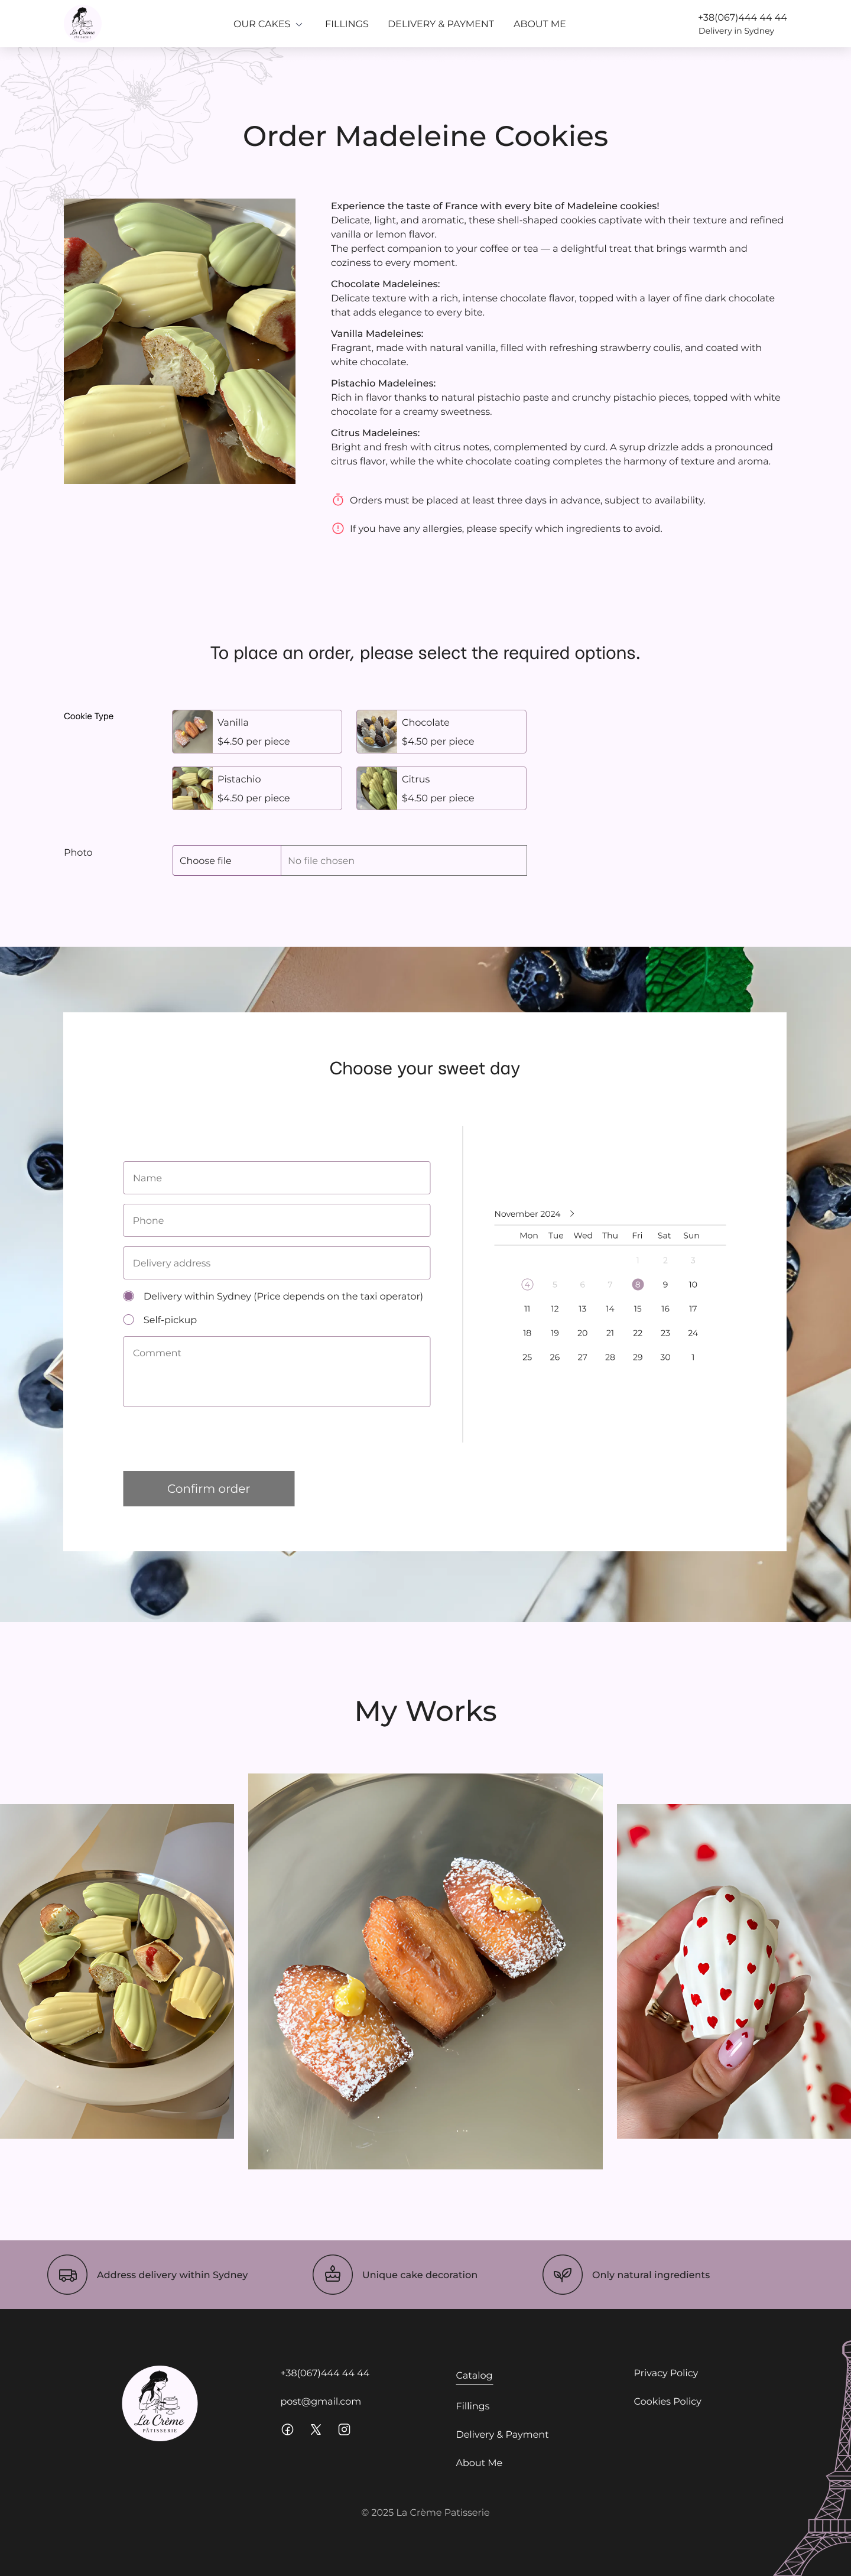 La Crème
PÂTISSERIE
OUR CAKES
FILLINGS
DELIVERY & PAYMENT
ABOUT ME
+38(067)444 44 44
Delivery in Sydney
Order Madeleine Cookies
Experience the taste of France with every bite of Madeleine cookies!
Delicate, light, and aromatic, these shell-shaped cookies captivate with their texture and refined
vanilla or lemon flavor.
The perfect companion to your coffee or tea — a delightful treat that brings warmth and
coziness to every moment.
Chocolate Madeleines:
Delicate texture with a rich, intense chocolate flavor, topped with a layer of fine dark chocolate
that adds elegance to every bite.
Vanilla Madeleines:
Fragrant, made with natural vanilla, filled with refreshing strawberry coulis, and coated with
white chocolate.
Pistachio Madeleines:
Rich in flavor thanks to natural pistachio paste and crunchy pistachio pieces, topped with white
chocolate for a creamy sweetness.
Citrus Madeleines:
Bright and fresh with citrus notes, complemented by curd. A syrup drizzle adds a pronounced
citrus flavor, while the white chocolate coating completes the harmony of texture and aroma.
Orders must be placed at least three days in advance, subject to availability.
If you have any allergies, please specify which ingredients to avoid.
To place an order, please select the required options.
Cookie Type
Vanilla
$4.50 per piece
Chocolate
$4.50 per piece
Pistachio
$4.50 per piece
Citrus
$4.50 per piece
Photo
Choose file
No file chosen
Choose your sweet day
Name
Phone
Delivery address
Delivery within Sydney (Price depends on the taxi operator)
Self-pickup
Comment
Confirm order
November 2024
Mon Tue Wed Thu Fri Sat Sun
1 2 3
4 5 6 7 8 9 10
11 12 13 14 15 16 17
18 19 20 21 22 23 24
25 26 27 28 29 30 1
My Works
Address delivery within Sydney
Unique cake decoration
Only natural ingredients
La Crème
PÂTISSERIE
+38(067)444 44 44
post@gmail.com
Catalog
Fillings
Delivery & Payment
About Me
Privacy Policy
Cookies Policy
© 2025 La Crème Patisserie